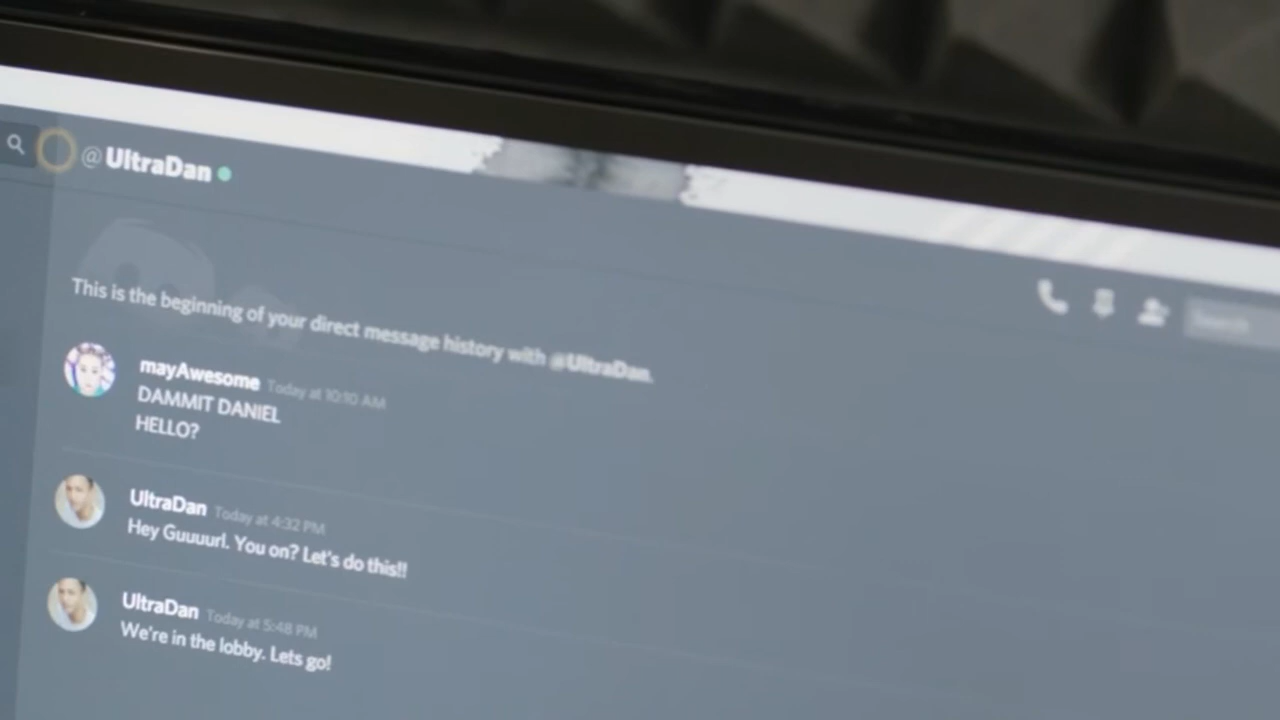 @UltraDan
This is the beginning of your direct message history with @UltraDan.
mayAwesome Today at 10:10 AM
DAMMIT DANIEL
HELLO?
UltraDan Today at 4:32 PM
Hey Guuuurl. You on? Let's do this!!
UltraDan Today at 5:48 PM
We're in the lobby. Lets go!
Search